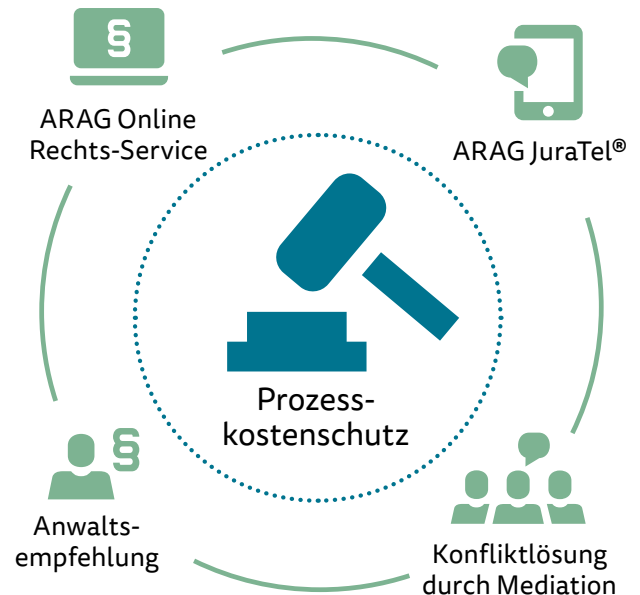 §
ARAG Online
Rechts-Service
ARAG JuraTel®
Prozess-
kostenschutz
§
Anwalts-
empfehlung
Konfliktlösung
durch Mediation